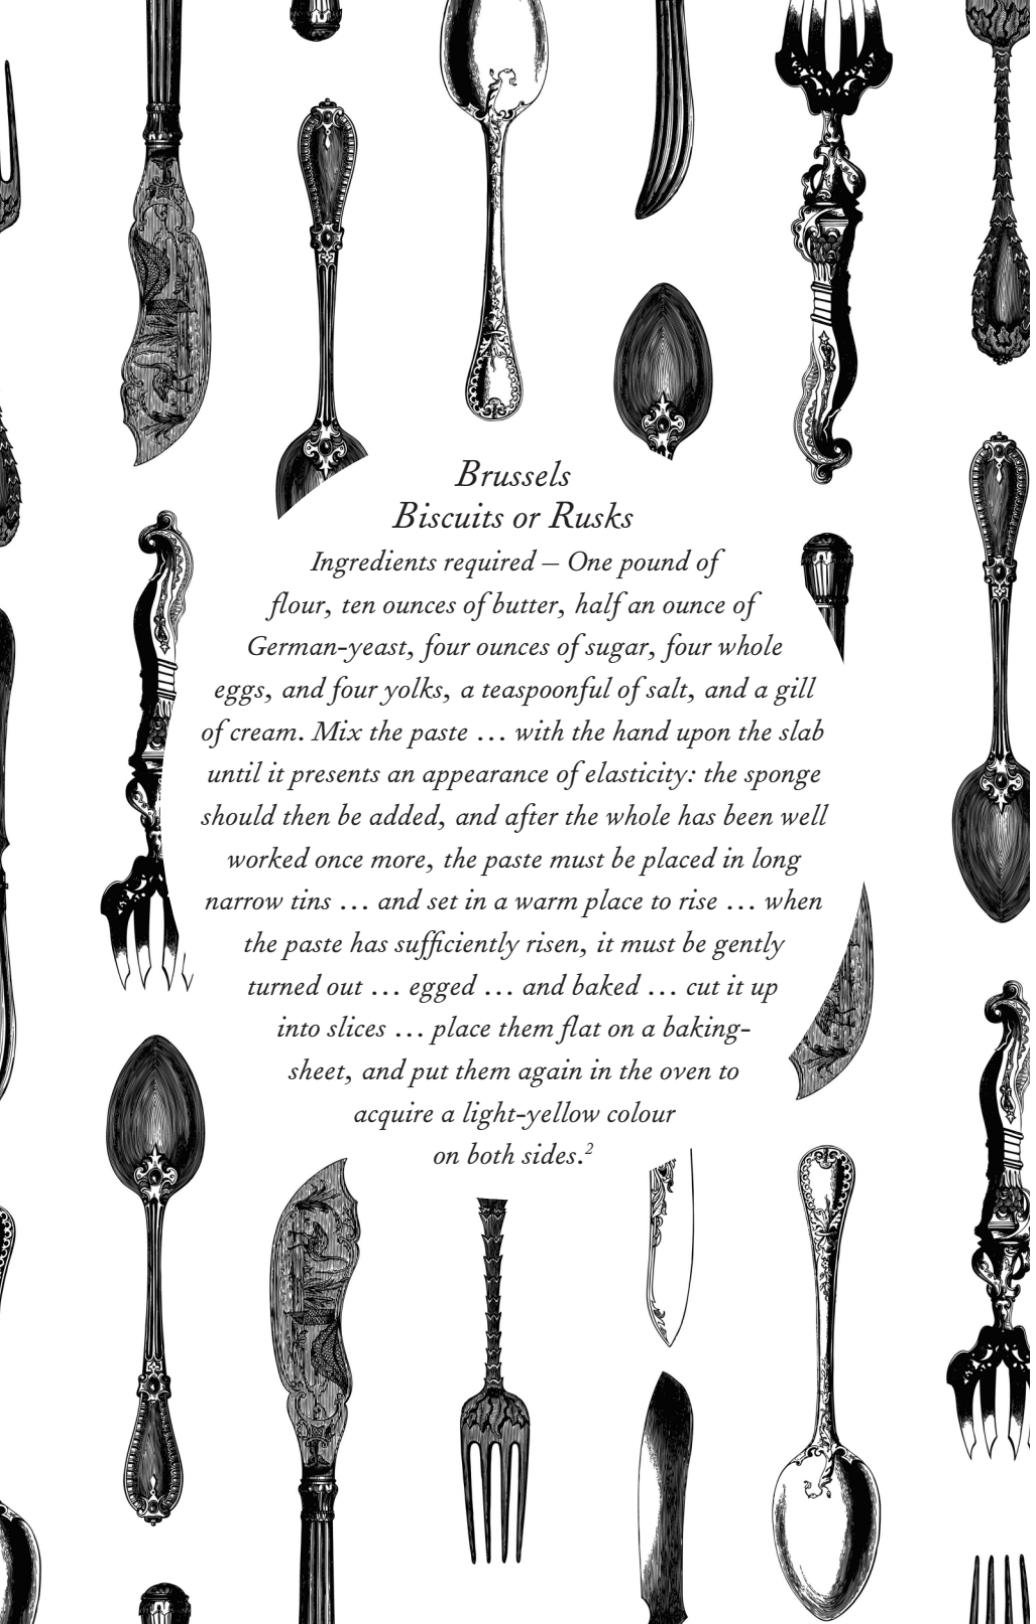 Brussels
Biscuits or Rusks
Ingredients required – One pound of
flour, ten ounces of butter, half an ounce of
German-yeast, four ounces of sugar, four whole
eggs, and four yolks, a teaspoonful of salt, and a gill
of cream. Mix the paste … with the hand upon the slab
until it presents an appearance of elasticity: the sponge
should then be added, and after the whole has been well
worked once more, the paste must be placed in long
narrow tins … and set in a warm place to rise … when
the paste has sufficiently risen, it must be gently
turned out … egged … and baked … cut it up
into slices … place them flat on a baking-
sheet, and put them again in the oven to
acquire a light-yellow colour
on both sides.²